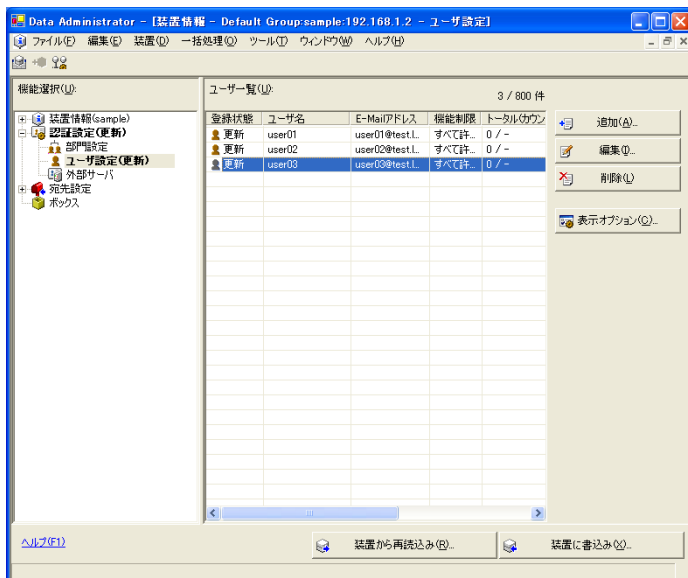 Data Administrator - [装置情報 - Default Group:sample:192.168.1.2 - ユーザ設定]
ファイル(F) 編集(E) 装置(D) 一括処理(O) ツール(T) ウィンドウ(W) ヘルプ(H)
機能選択(U):
装置情報(sample)
認証設定(更新)
部門設定
ユーザ設定(更新)
外部サーバ
宛先設定
ボックス
ユーザー一覧(U):
3 / 800 件
登録状態 ユーザ名 E-Mailアドレス 機能制限 トータル(カウン
更新 user01 user01@test.l... すべて許... 0 / -
更新 user02 user02@test.l... すべて許... 0 / -
更新 user03 user03@test.l... すべて許... 0 / -
追加(A)...
編集(I)...
削除(L)
表示オプション(C)...
ヘルプ(F1)
装置から再読込み(R)...
装置に書込み(X)...